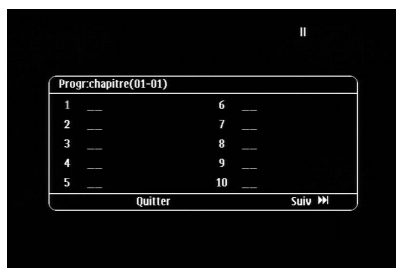 Progr:chapitre(01-01)
1 __ 6 __
2 __ 7 __
3 __ 8 __
4 __ 9 __
5 __ 10 __
Quitter Suiv